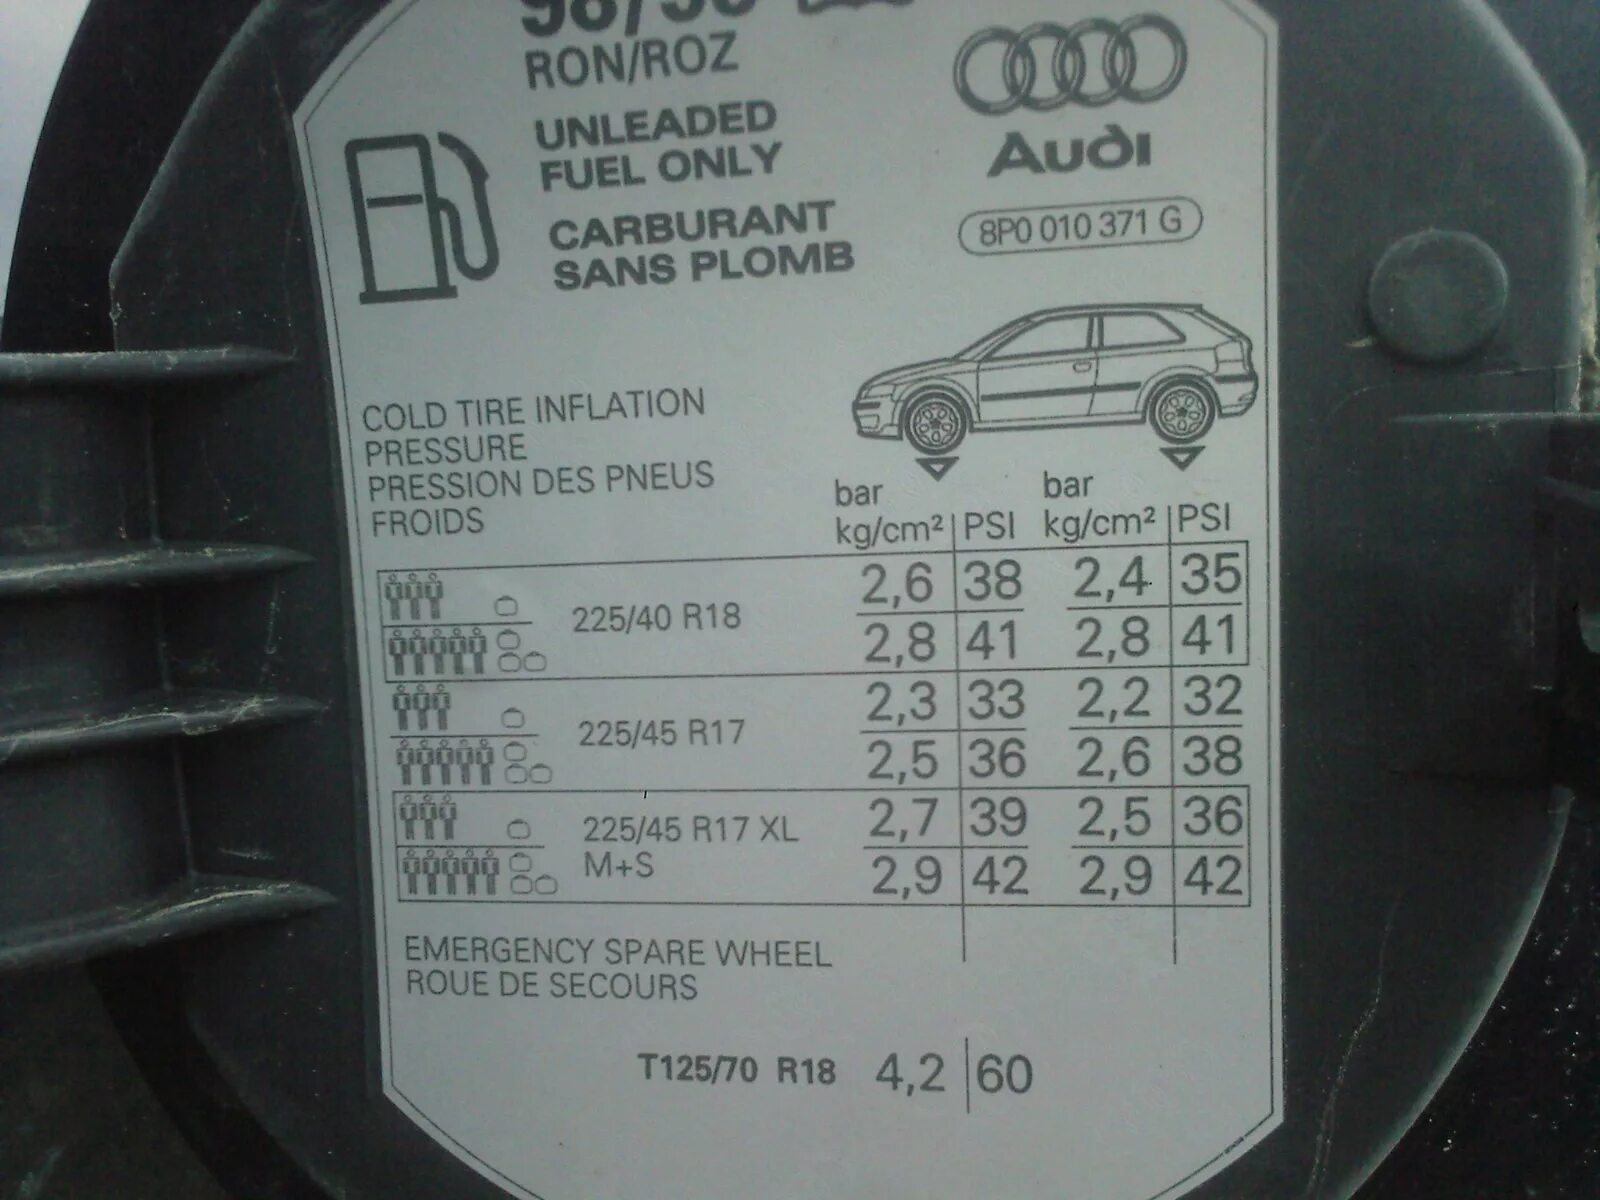 RON/ROZ
UNLEADED
FUEL ONLY
CARBURANT
SANS PLOMB
Audi
8P0 010 371 G
COLD TIRE INFLATION
PRESSURE
PRESSION DES PNEUS
FROIDS
bar bar
kg/cm² PSI kg/cm² PSI
225/40 R18
2,6 38 2,4 35
2,8 41 2,8 41
225/45 R17
2,3 33 2,2 32
2,5 36 2,6 38
225/45 R17 XL
M+S
2,7 39 2,5 36
2,9 42 2,9 42
EMERGENCY SPARE WHEEL
ROUE DE SECOURS
T125/70 R18 4,2 60